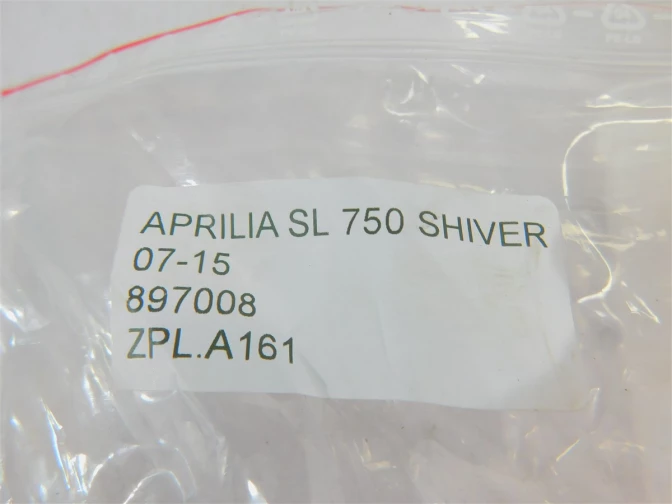 APRILIA SL 750 SHIVER
07-15
897008
ZPL.A161